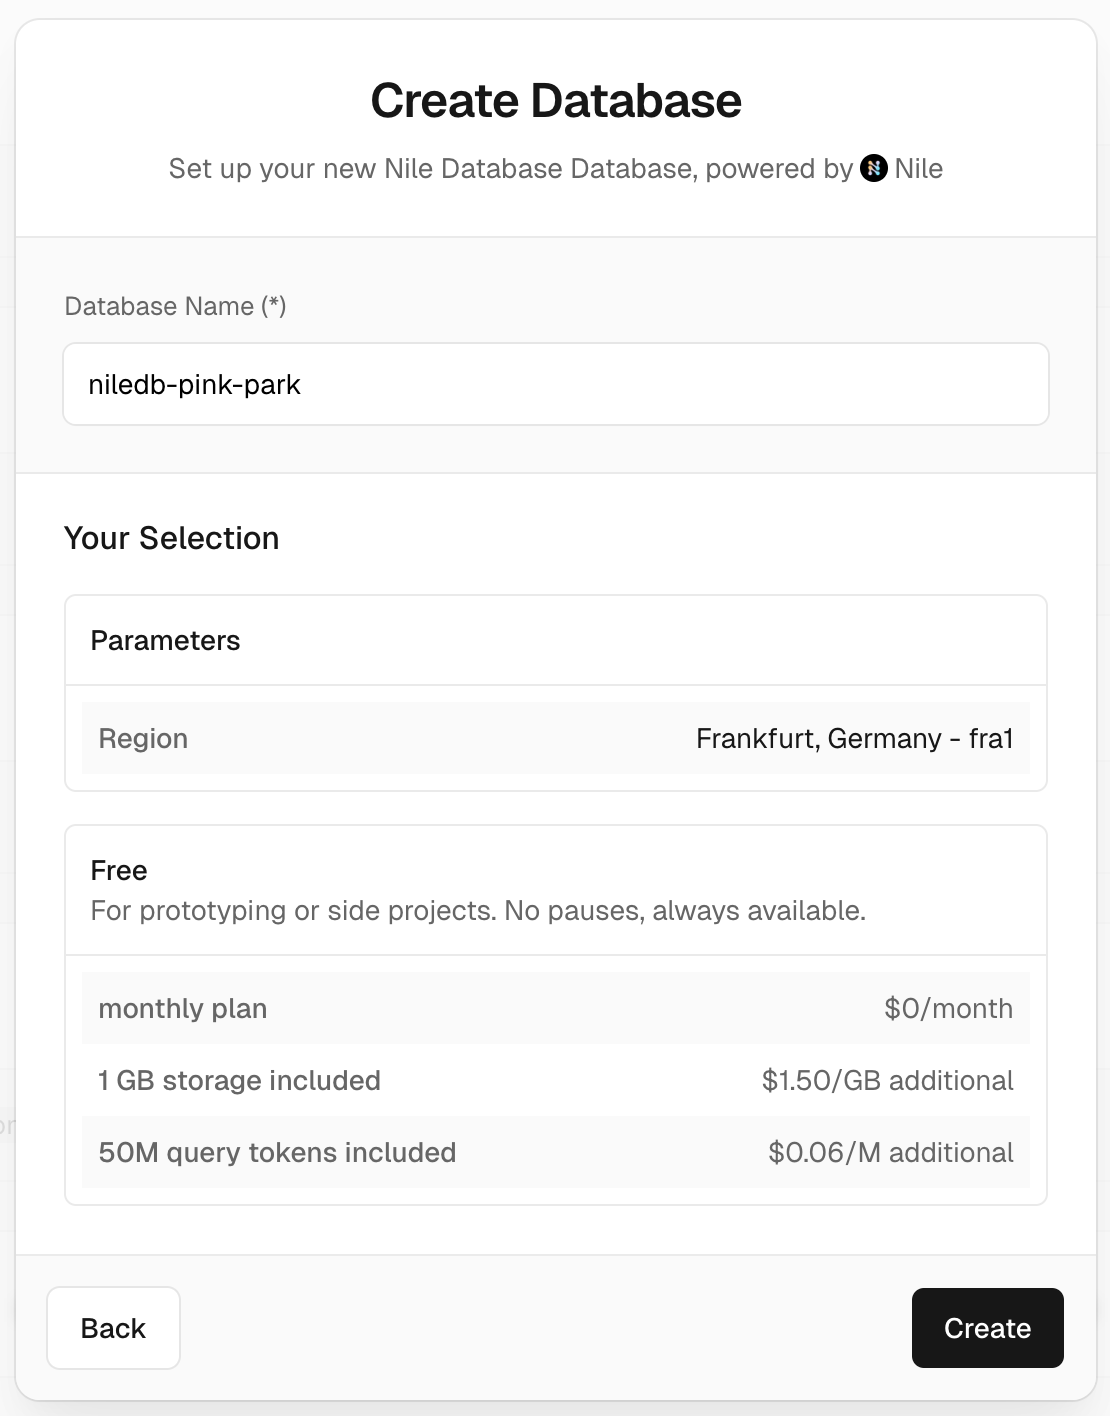 Create Database
Set up your new Nile Database Database, powered by Nile
Database Name (*)
niledb-pink-park
Your Selection
Parameters
Region Frankfurt, Germany - fra1
Free
For prototyping or side projects. No pauses, always available.
monthly plan $0/month
1 GB storage included $1.50/GB additional
50M query tokens included $0.06/M additional
Back Create